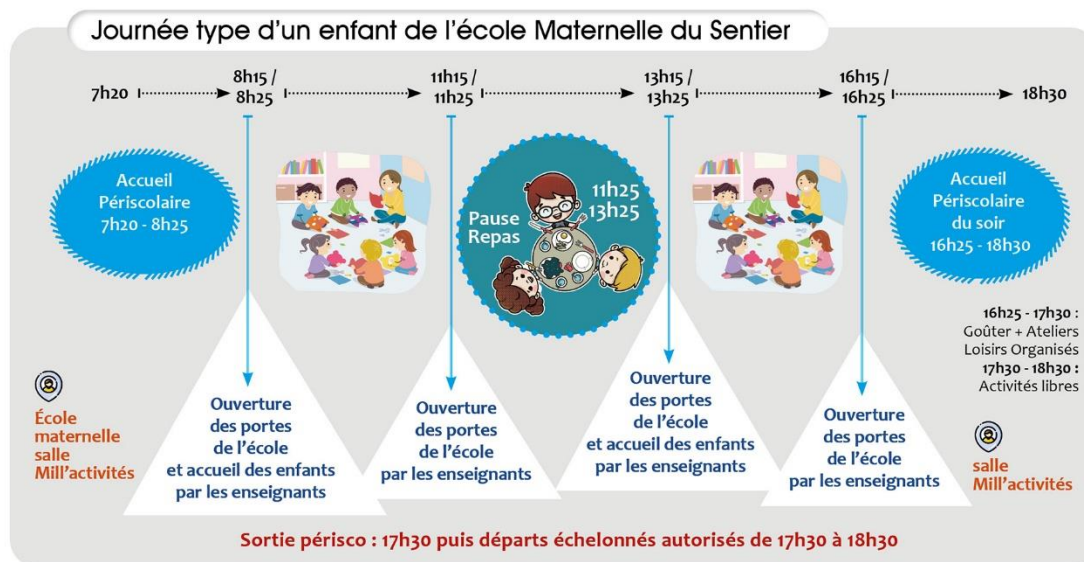 Journée type d'un enfant de l'école Maternelle du Sentier
7h20
8h15 /
8h25
11h15 /
11h25
13h15 /
13h25
16h15 /
16h25
18h30
Accueil
Périscolaire
7h20 - 8h25
Pause
Repas
11h25
13h25
Accueil
Périscolaire
du soir
16h25 - 18h30
16h25 - 17h30 :
Goûter + Ateliers
Loisirs Organisés
17h30 - 18h30 :
Activités libres
École
maternelle
salle
Mill'activités
Ouverture
des portes
de l'école
et accueil des enfants
par les enseignants
Ouverture
des portes
de l'école
par les enseignants
Ouverture
des portes
de l'école
et accueil des enfants
par les enseignants
Ouverture
des portes
de l'école
par les enseignants
salle
Mill'activités
Sortie périsco : 17h30 puis départs échelonnés autorisés de 17h30 à 18h30